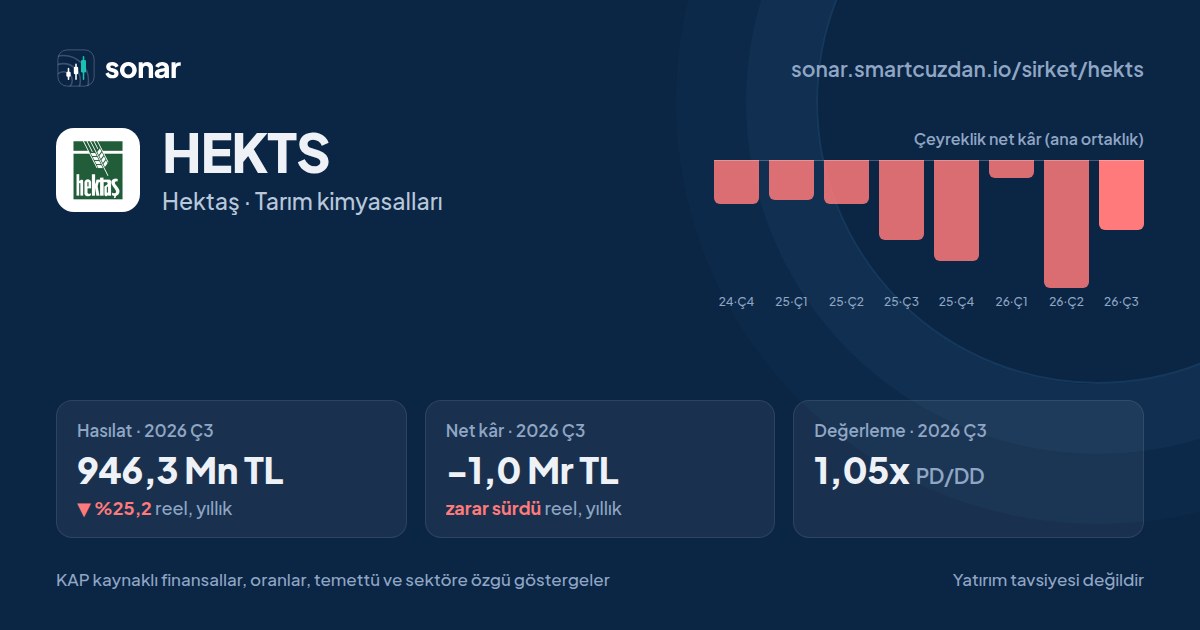 sonar
sonar.smartcuzdan.io/sirket/hekts
hektaş
HEKTS
Hektaş · Tarım kimyasalları
Çeyreklik net kâr (ana ortaklık)
24·Ç4 25·Ç1 25·Ç2 25·Ç3 25·Ç4 26·Ç1 26·Ç2 26·Ç3
Hasılat · 2026 Ç3
946,3 Mn TL
▼ %25,2 reel, yıllık
Net kâr · 2026 Ç3
−1,0 Mr TL
zarar sürdü reel, yıllık
Değerleme · 2026 Ç3
1,05x PD/DD
KAP kaynaklı finansallar, oranlar, temettü ve sektöre özgü göstergeler
Yatırım tavsiyesi değildir